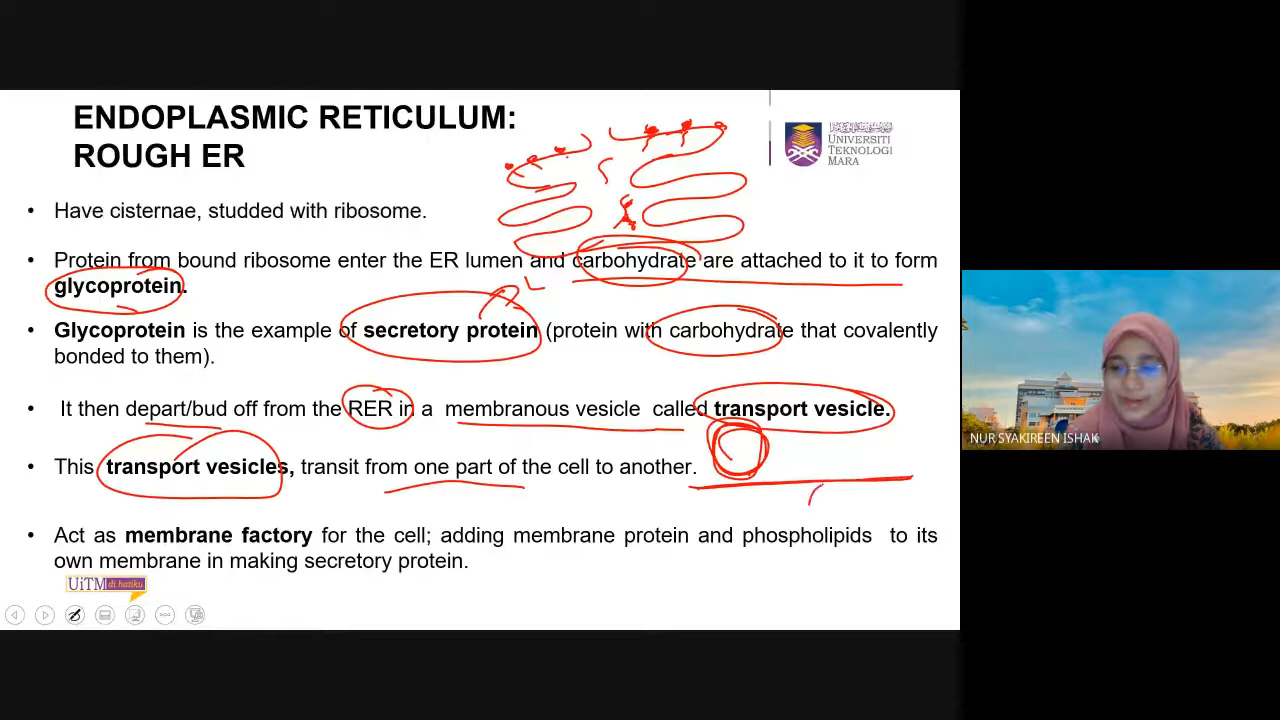 ENDOPLASMIC RETICULUM:
ROUGH ER
UNIVERSITI
TEKNOLOGI
MARA
• Have cisternae, studded with ribosome.
• Protein from bound ribosome enter the ER lumen and carbohydrate are attached to it to form
glycoprotein.
• Glycoprotein is the example of secretory protein (protein with carbohydrate that covalently
bonded to them).
• It then depart/bud off from the RER in a membranous vesicle called transport vesicle.
• This transport vesicles, transit from one part of the cell to another.
• Act as membrane factory for the cell; adding membrane protein and phospholipids to its
own membrane in making secretory protein.
UiTM di hatiku
NUR SYAKIREEN ISHAK